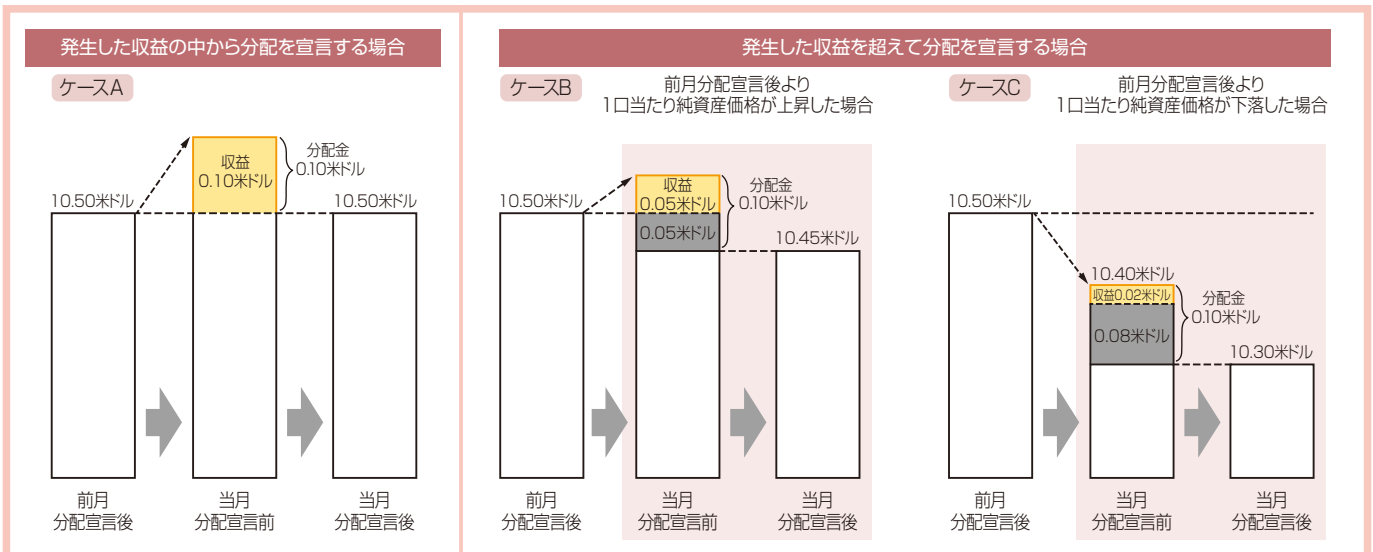 発生した収益の中から分配を宣言する場合
ケースA
10.50米ドル
収益
0.10米ドル
分配金
0.10米ドル
10.50米ドル
前月
分配宣言後
当月
分配宣言前
当月
分配宣言後
発生した収益を超えて分配を宣言する場合
ケースB
前月分配宣言後より
1口当たり純資産価格が上昇した場合
10.50米ドル
収益
0.05米ドル
0.05米ドル
分配金
0.10米ドル
10.45米ドル
前月
分配宣言後
当月
分配宣言前
当月
分配宣言後
ケースC
前月分配宣言後より
1口当たり純資産価格が下落した場合
10.50米ドル
10.40米ドル
収益0.02米ドル
0.08米ドル
分配金
0.10米ドル
10.30米ドル
前月
分配宣言後
当月
分配宣言前
当月
分配宣言後